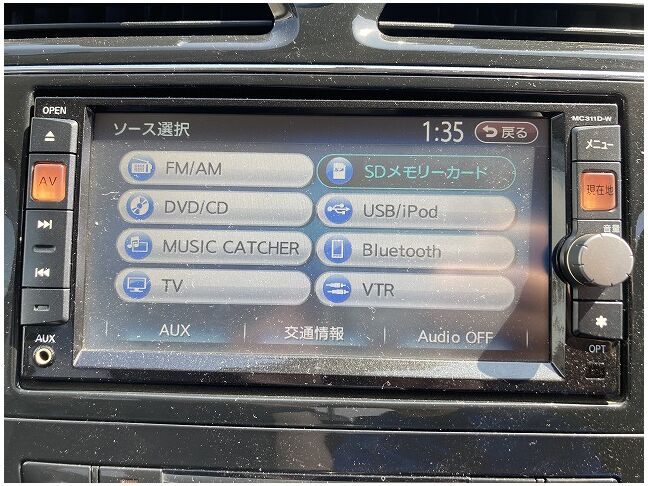 OPEN
MC311D-W
ソース選択
1:35
戻る
メニュー
FM/AM
SDメモリーカード
AV
現在地
DVD/CD
USB/iPod
音量
MUSIC CATCHER
Bluetooth
TV
VTR
AUX
AUX
交通情報
Audio OFF
OPT